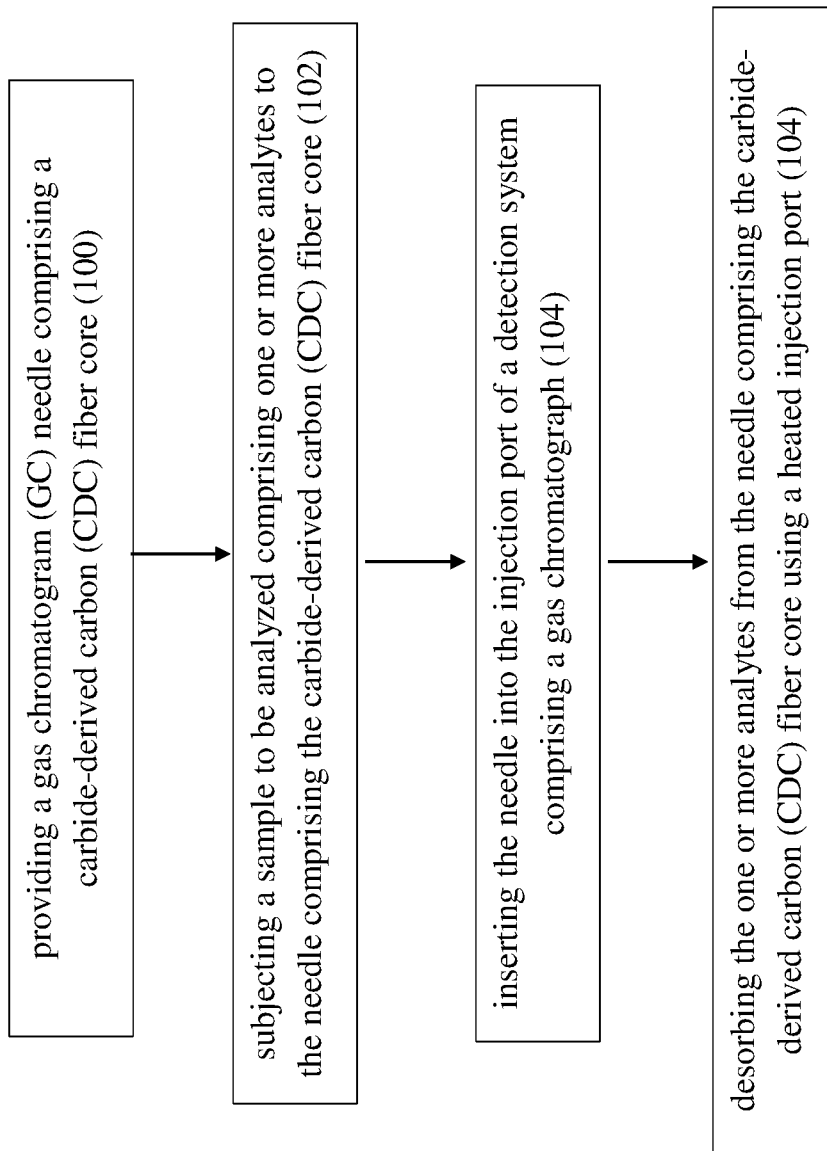 providing a gas chromatogram (GC) needle comprising a
carbide-derived carbon (CDC) fiber core (100)
subjecting a sample to be analyzed comprising one or more analytes to
the needle comprising the carbide-derived carbon (CDC) fiber core (102)
inserting the needle into the injection port of a detection system
comprising a gas chromatograph (104)
desorbing the one or more analytes from the needle comprising the carbide-
derived carbon (CDC) fiber core using a heated injection port (104)